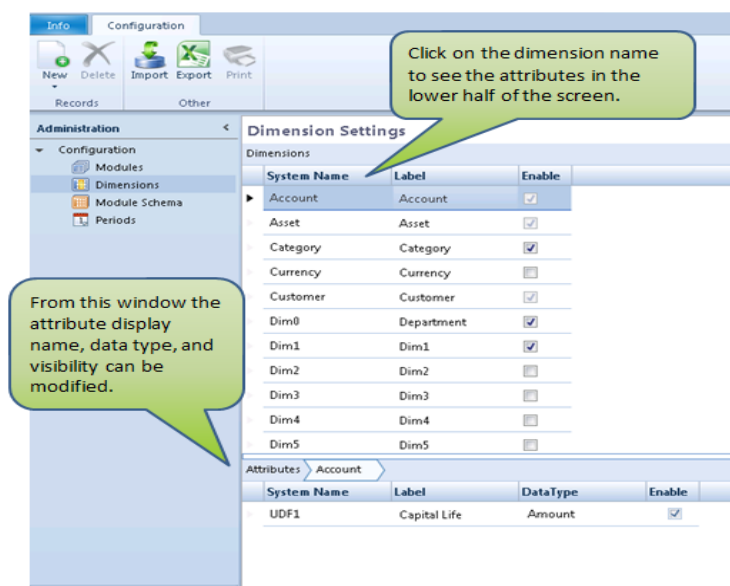 Info Configuration
New Delete Import Export Print
Records Other
Click on the dimension name
to see the attributes in the
lower half of the screen.
Administration <
Configuration
Modules
Dimensions
Module Schema
Periods
Dimension Settings
Dimensions
System Name Label Enable
Account Account
Asset Asset
Category Category
Currency Currency
Customer Customer
Dim0 Department
Dim1 Dim1
Dim2 Dim2
Dim3 Dim3
Dim4 Dim4
Dim5 Dim5
From this window the
attribute display
name, data type, and
visibility can be
modified.
Attributes Account
System Name Label DataType Enable
UDF1 Capital Life Amount